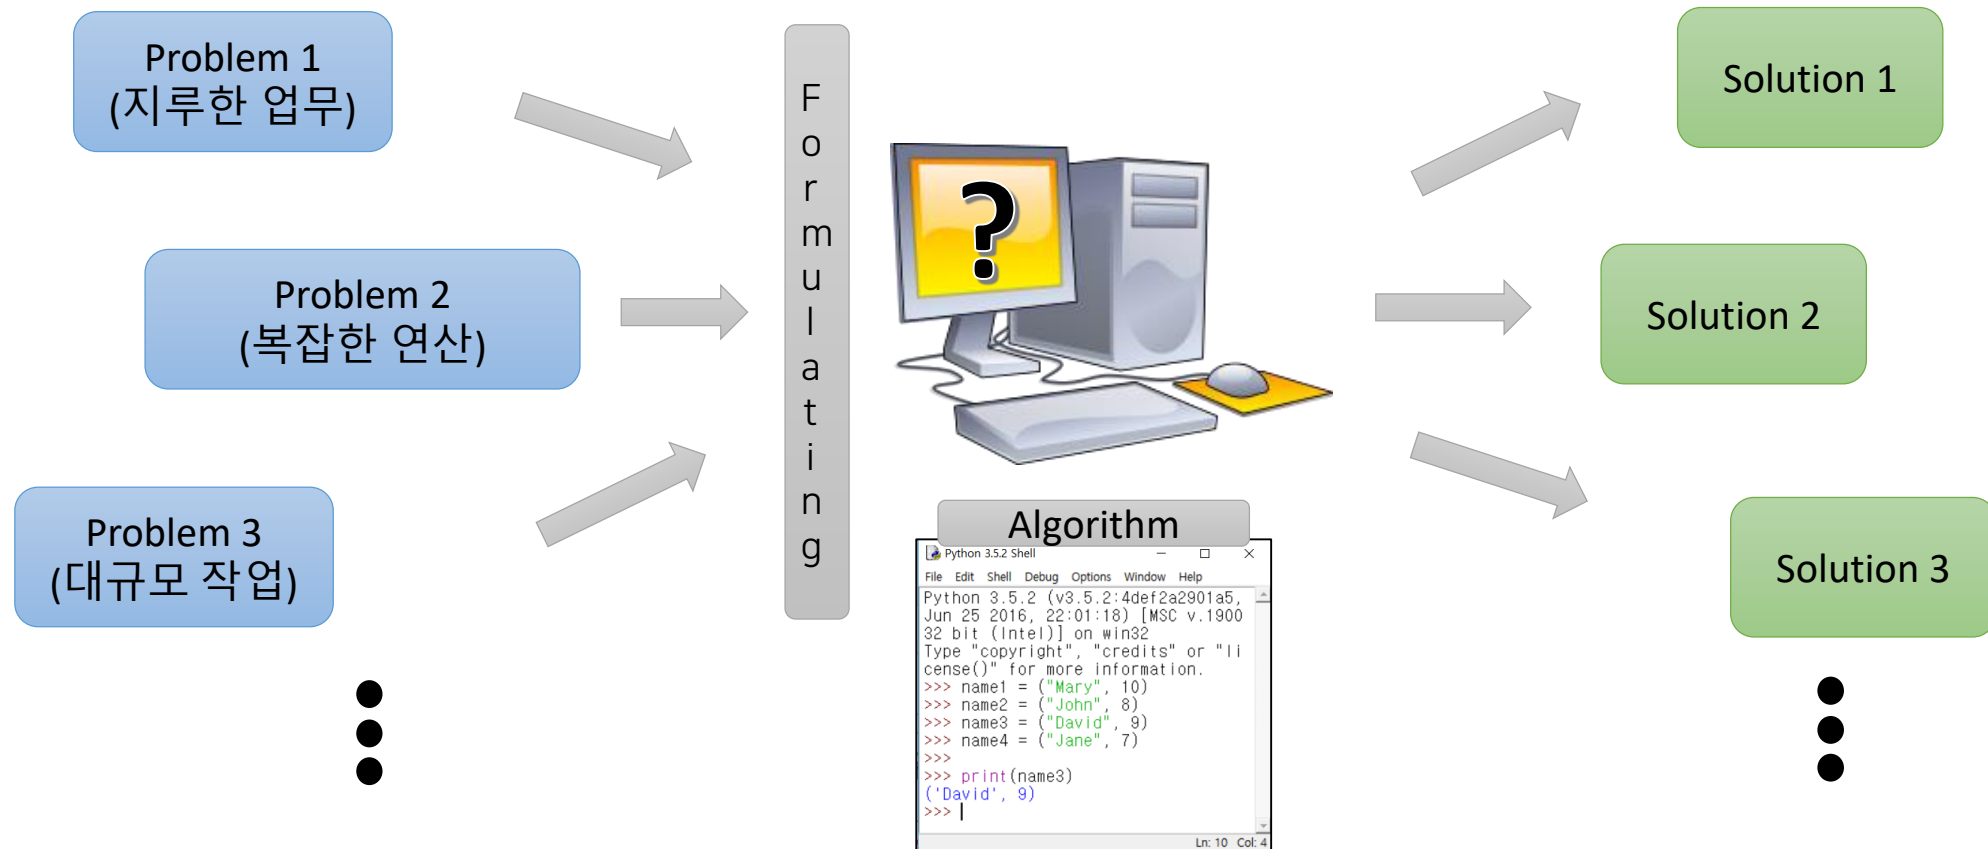 Problem 1
(지루한 업무)
Problem 2
(복잡한 연산)
Problem 3
(대규모 작업)
Formulating
?
Algorithm
Python 3.5.2 Shell
File Edit Shell Debug Options Window Help
Python 3.5.2 (v3.5.2:4def2a2901a5,
Jun 25 2016, 22:01:18) [MSC v.1900
32 bit (Intel)] on win32
Type "copyright", "credits" or "li
cense()" for more information.
>>> name1 = ("Mary", 10)
>>> name2 = ("John", 8)
>>> name3 = ("David", 9)
>>> name4 = ("Jane", 7)
>>>
>>> print(name3)
('David', 9)
>>>
Ln: 10 Col: 4
Solution 1
Solution 2
Solution 3